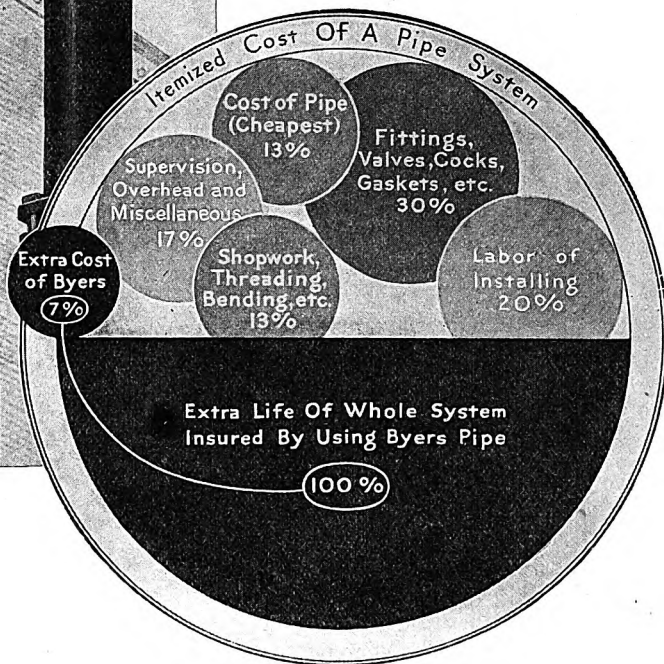 Itemized Cost Of A Pipe System
Cost of Pipe
(Cheapest)
13%
Fittings,
Valves,Cocks,
Gaskets, etc.
30%
Supervision,
Overhead and
Miscellaneous
17%
Extra Cost
of Byers
7%
Shopwork,
Threading,
Bending,etc.
13%
Labor of
Installing
20%
Extra Life Of Whole System
Insured By Using Byers Pipe
100%